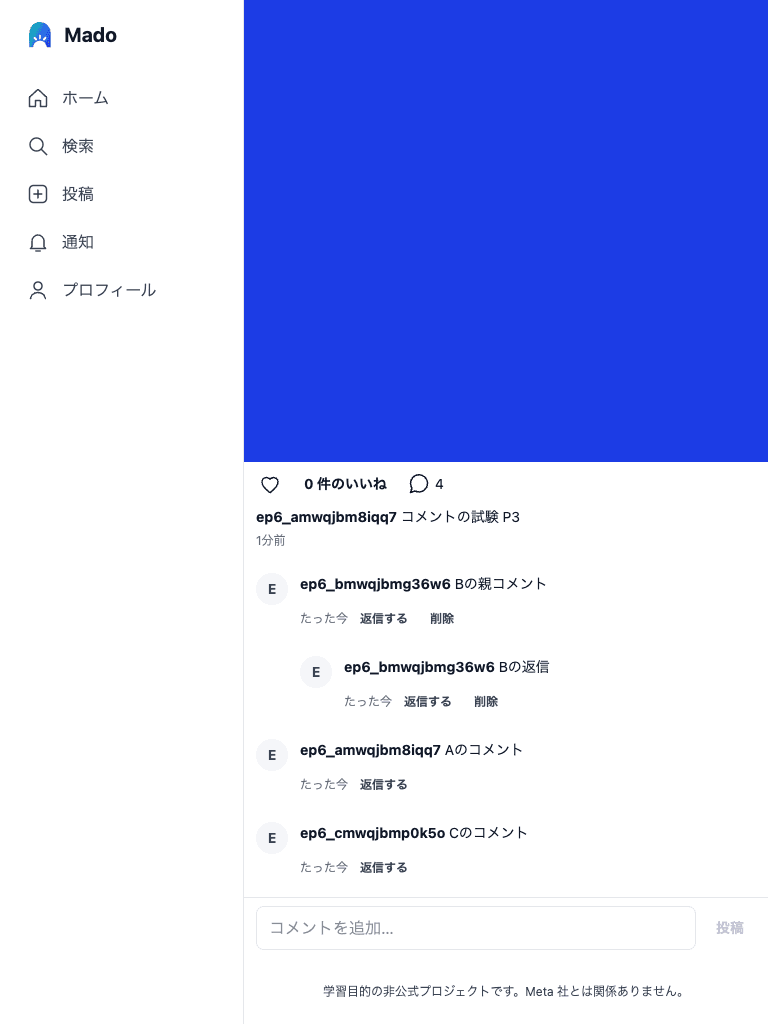 Mado
ホーム
検索
投稿
通知
プロフィール
0 件のいいね 4
ep6_amwqjbm8iqq7 コメントの試験 P3
1分前
E ep6_bmwqjbmg36w6 Bの親コメント
たった今 返信する 削除
E ep6_bmwqjbmg36w6 Bの返信
たった今 返信する 削除
E ep6_amwqjbm8iqq7 Aのコメント
たった今 返信する
E ep6_cmwqjbmp0k5o Cのコメント
たった今 返信する
コメントを追加... 投稿
学習目的の非公式プロジェクトです。Meta 社とは関係ありません。